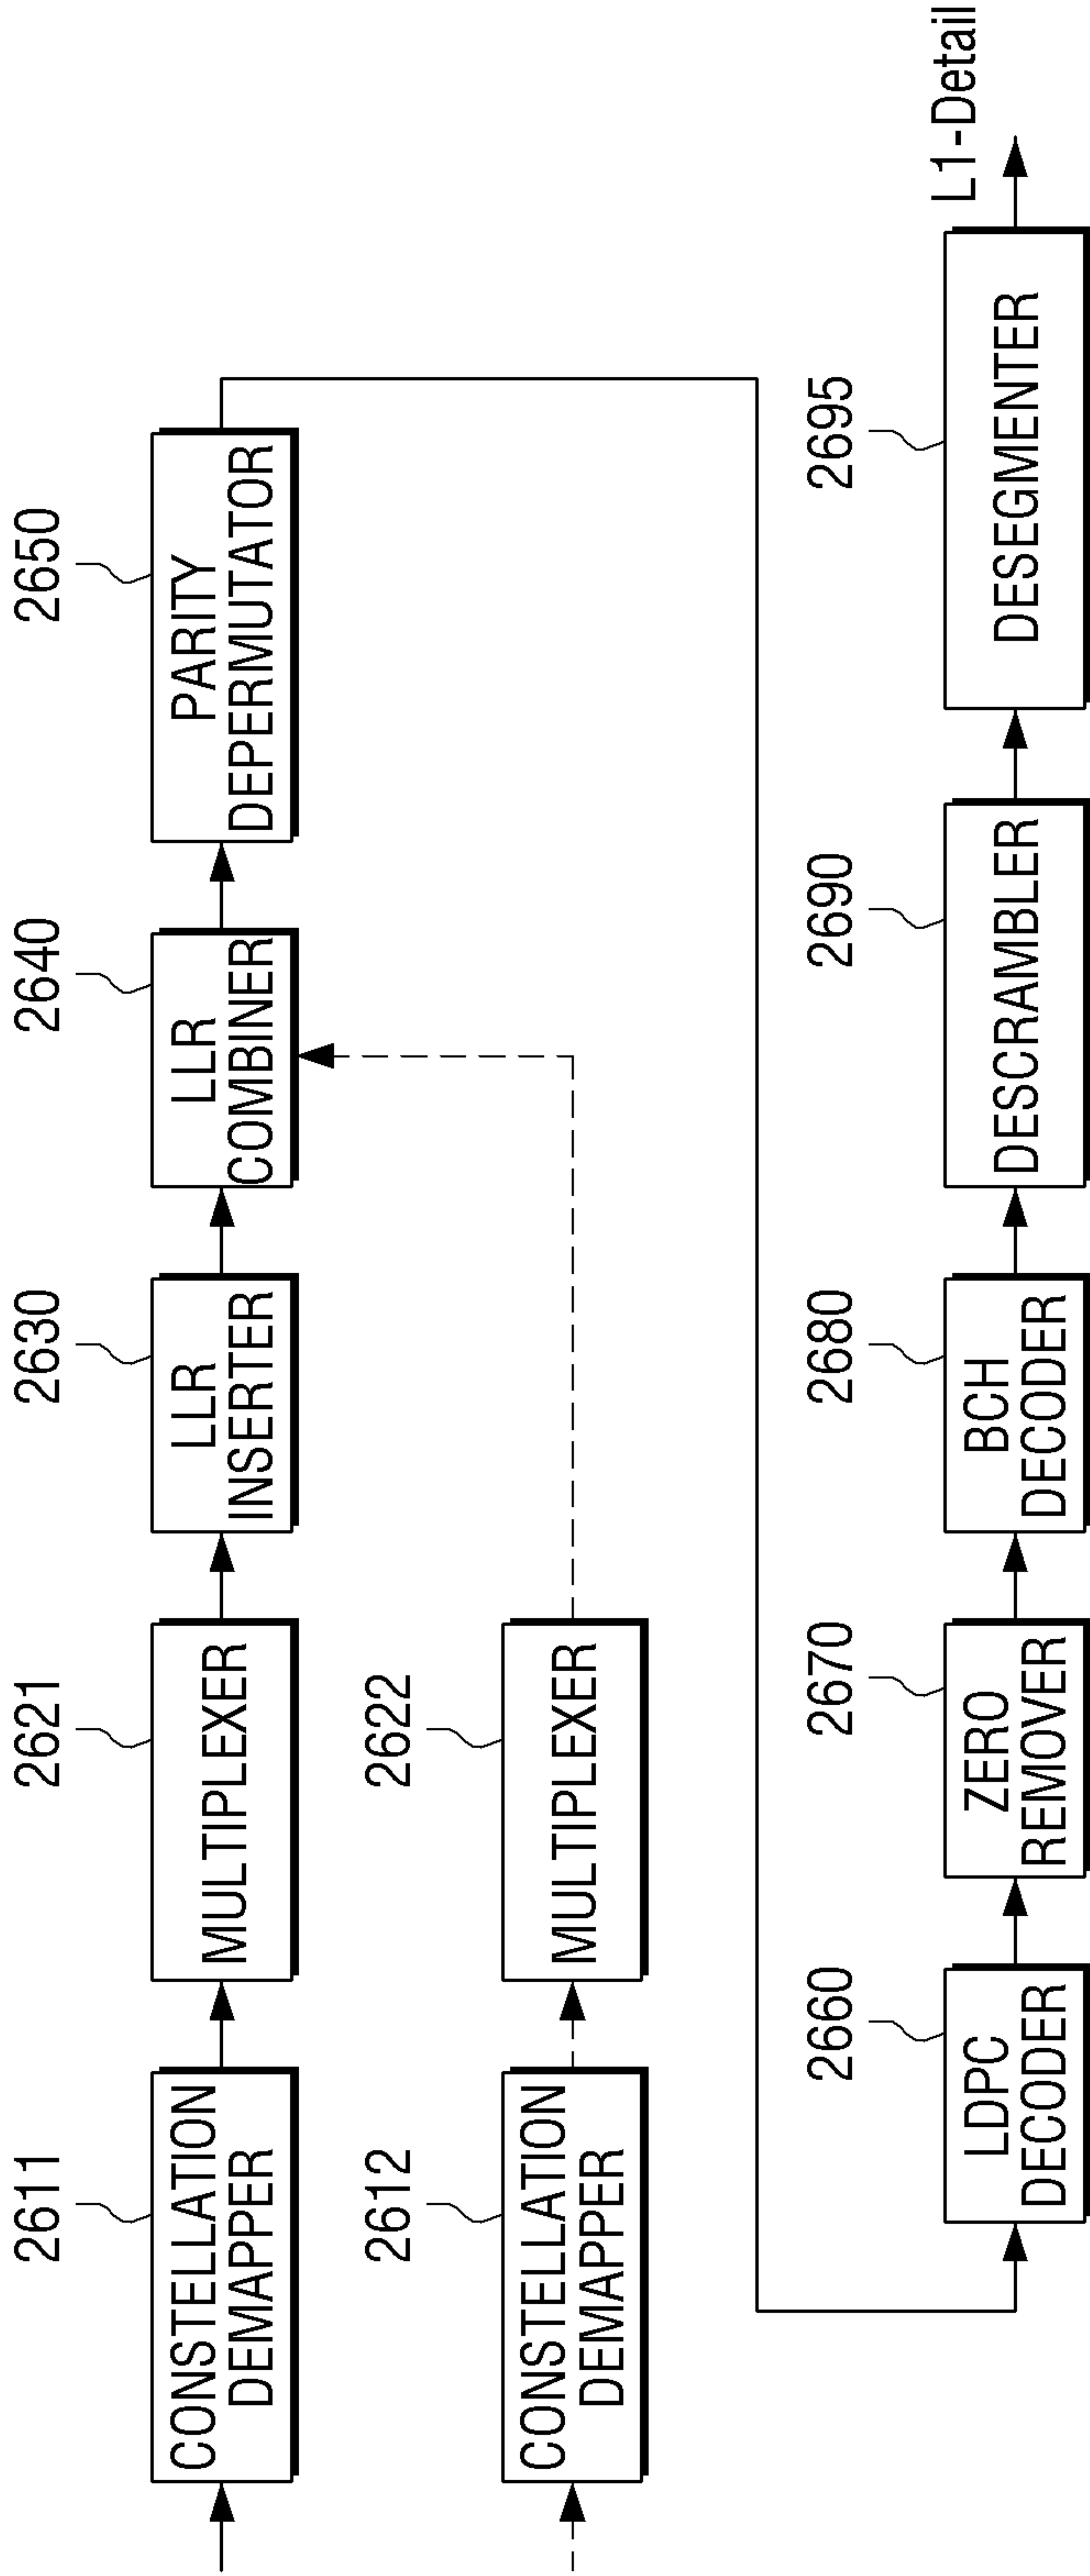 2611
2621
2630
2640
2650
CONSTELLATION
DEMAPPER
MULTIPLEXER
LLR
INSERTER
LLR
COMBINER
PARITY
DEPERMUTATOR
2612
2622
CONSTELLATION
DEMAPPER
MULTIPLEXER
2660
2670
2680
2690
2695
LDPC
DECODER
ZERO
REMOVER
BCH
DECODER
DESCRAMBLER
DESEGMENTER
L1-Detail